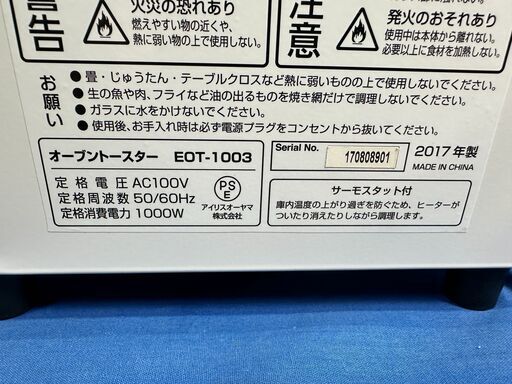 警告
火災の恐れあり
燃えやすい物の近くや、
熱に弱い物の上で使用しない。
注意
発火のおそれあり
使用中は本体から離れない。
必要以上に食材を加熱しない。
お願い
●畳・じゅうたん・テーブルクロスなど熱に弱いものの上で使用しないでください。
●生の魚や肉、フライなど油の出るものを焼き網だけで調理しないでください。
●ガラスに水をかけないでください。
●使用後、お手入れ時は必ず電源プラグをコンセントから抜いてください。
オーブントースター EOT-1003
定格電圧 AC100V
定格周波数 50/60Hz
定格消費電力 1000W
PSE
アイリスオーヤマ
株式会社
Serial No. 170808901
2017年製
MADE IN CHINA
サーモスタット付
庫内温度の上がり過ぎを防ぐため、ヒーターが
ついたり消えたりしながら調理します。